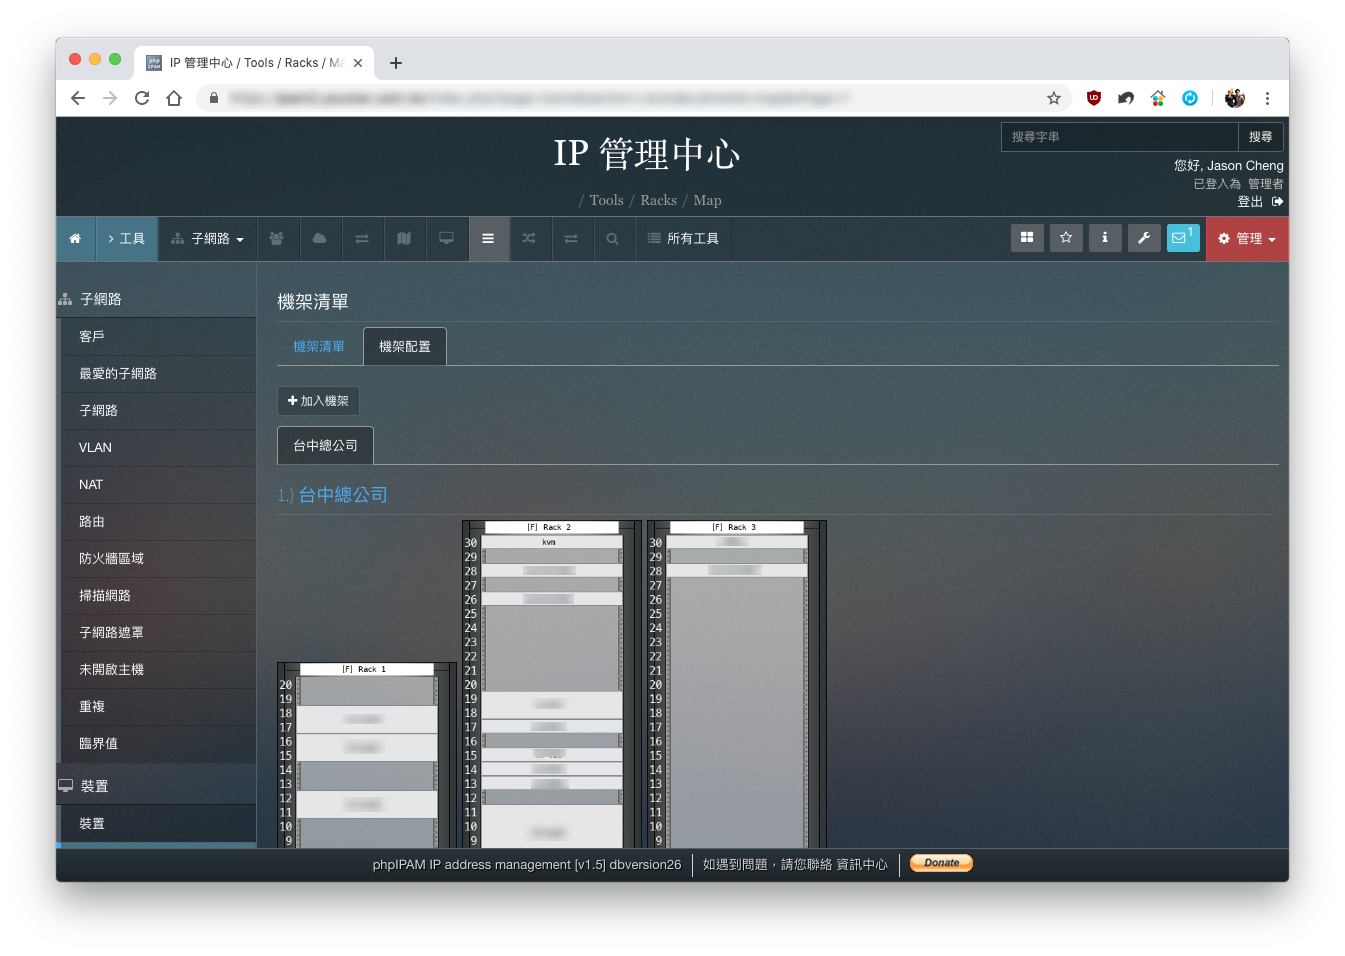 IP 管理中心 / Tools / Racks / Ma
IP 管理中心
/ Tools / Racks / Map
搜尋字串
搜尋
您好, Jason Cheng
已登入為 管理者
登出
工具
子網路
所有工具
1
管理
子網路
客戶
最愛的子網路
子網路
VLAN
NAT
路由
防火牆區域
掃描網路
子網路遮罩
未開啟主機
重複
臨界值
裝置
裝置
機架清單
機架清單
機架配置
加入機架
台中總公司
1.) 台中總公司
[F] Rack 1
20
19
18
17
16
15
14
13
12
11
10
9
[F] Rack 2
30 kvm
29
28
27
26
25
24
23
22
21
20
19
18
17
16
15
14
13
12
11
10
9
[F] Rack 3
30
29
28
27
26
25
24
23
22
21
20
19
18
17
16
15
14
13
12
11
10
9
phpIPAM IP address management [v1.5] dbversion26
如遇到問題，請您聯絡 資訊中心
Donate